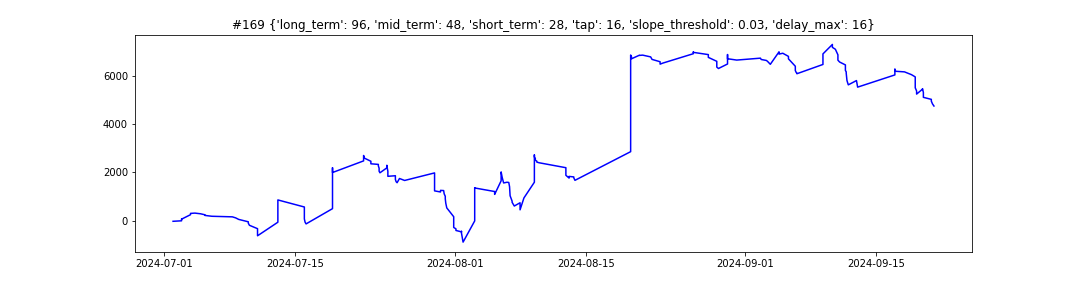 #169 {'long_term': 96, 'mid_term': 48, 'short_term': 28, 'tap': 16, 'slope_threshold': 0.03, 'delay_max': 16}
6000
4000
2000
0
2024-07-01 2024-07-15 2024-08-01 2024-08-15 2024-09-01 2024-09-15